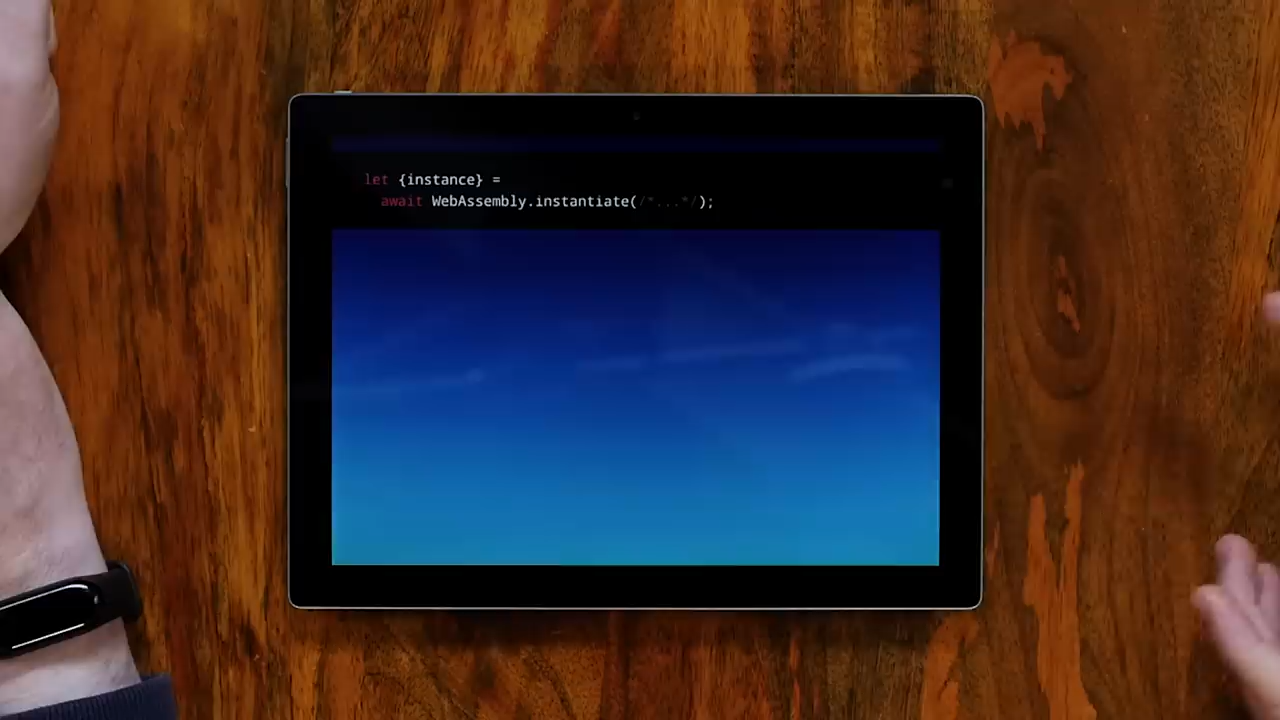 let {instance} =
await WebAssembly.instantiate(/*...*/);